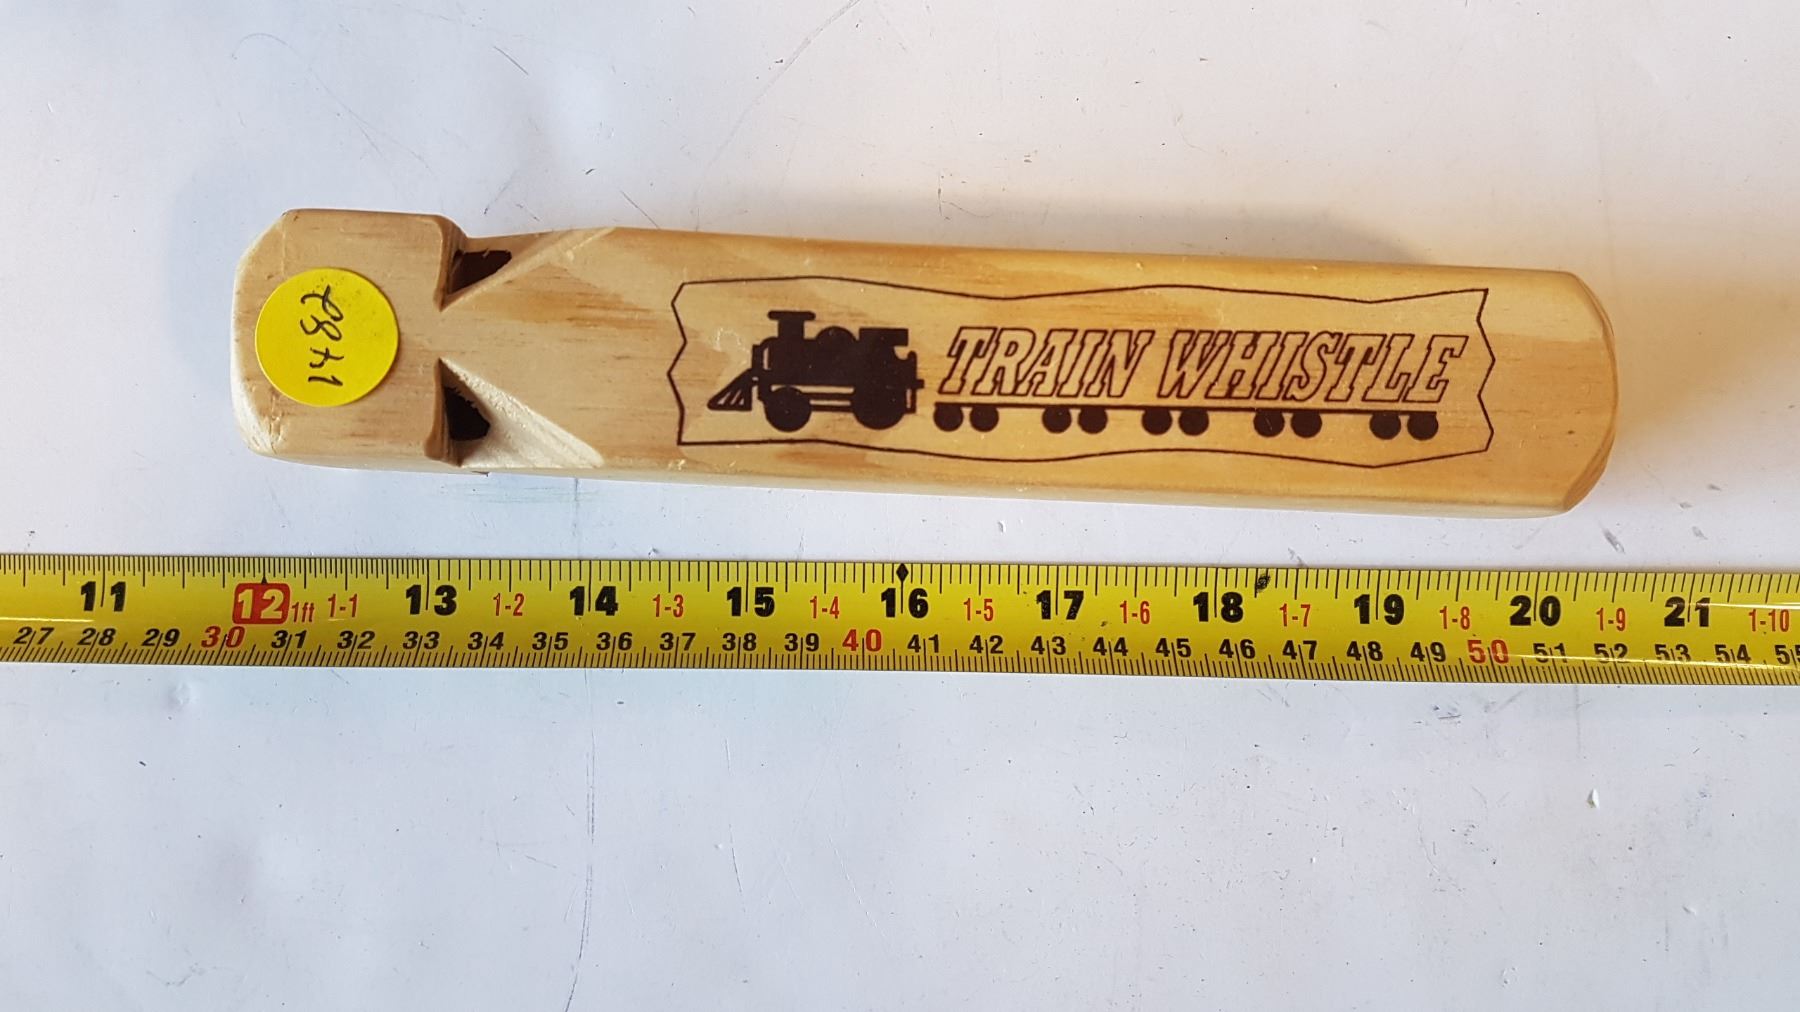 1482
TRAIN WHISTLE
11 12 1ft 1-1 13 1-2 14 1-3 15 1-4 16 1-5 17 1-6 18 1-7 19 1-8 20 1-9 21 1-10
27 28 29 30 31 32 33 34 35 36 37 38 39 40 41 42 43 44 45 46 47 48 49 50 51 52 53 54